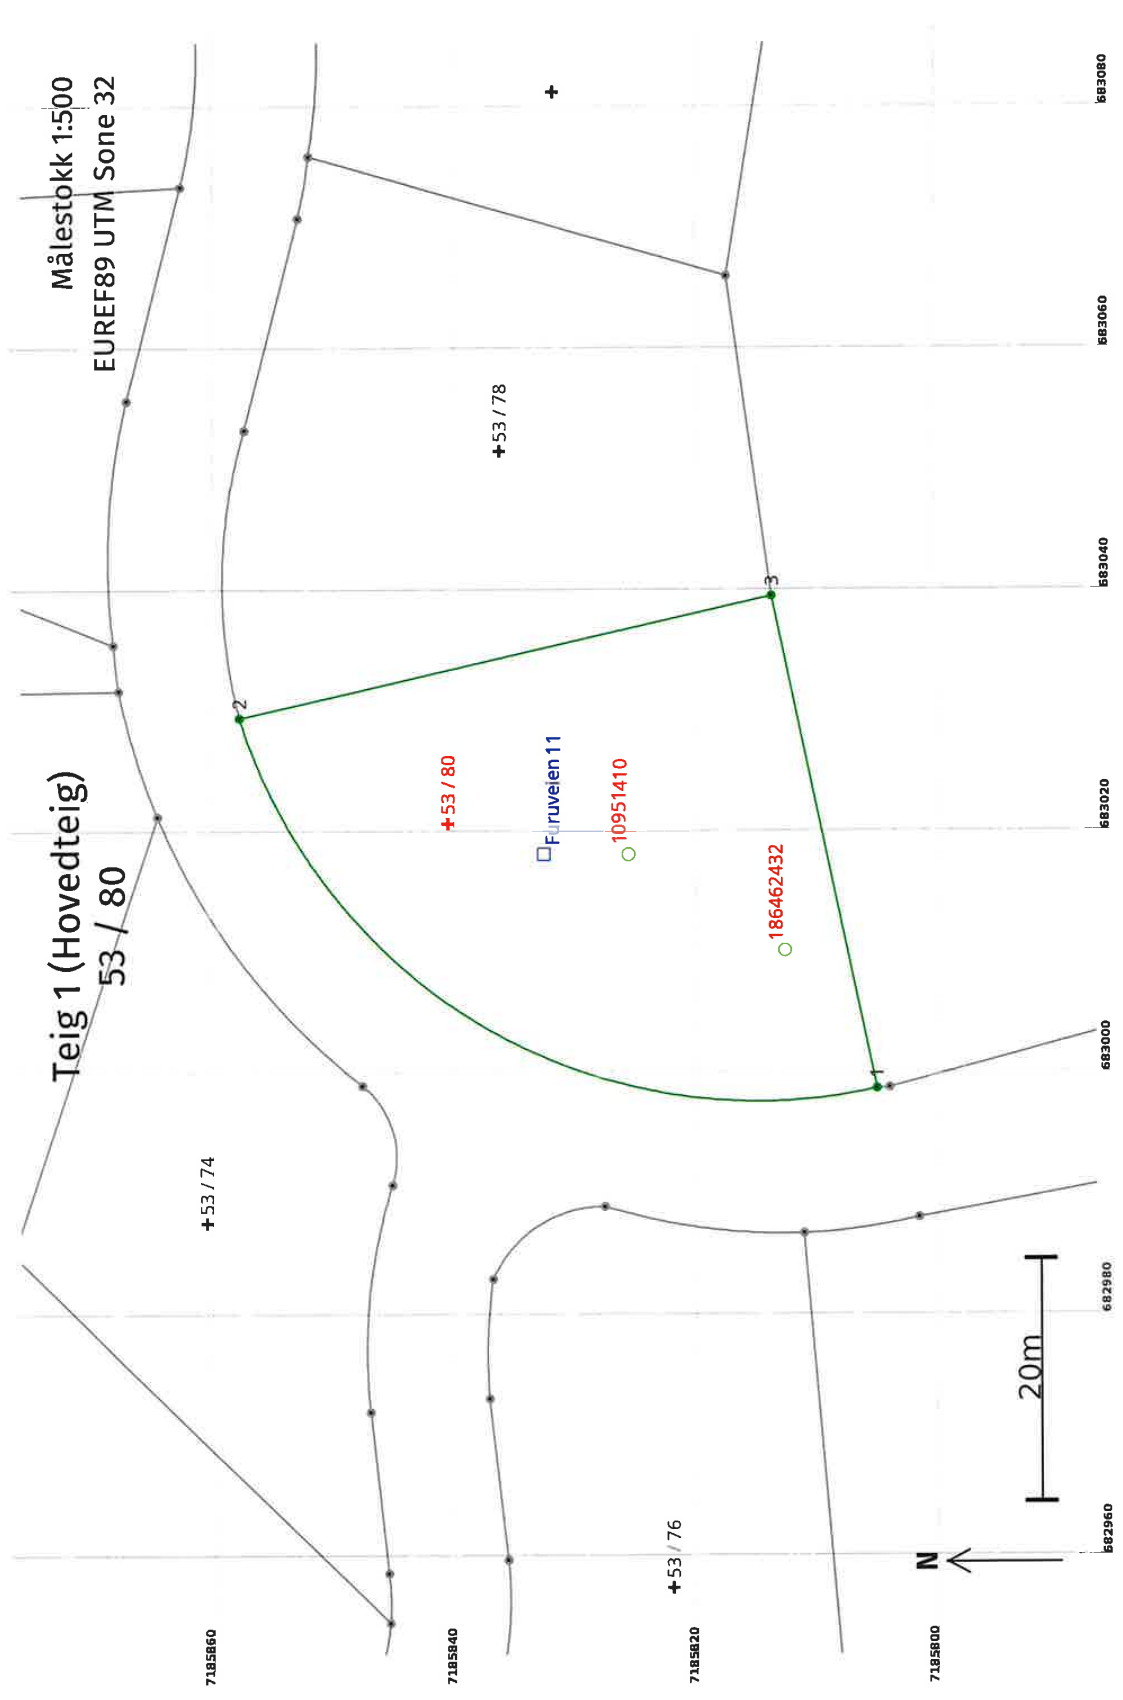 Målestokk 1:500
EUREF89 UTM Sone 32
Teig 1 (Hovedteig)
53 / 80
53 / 74
53 / 78
53 / 80
Furuveien 11
10951410
186462432
53 / 76
1
2
3
N
20m
7185860
7185840
7185820
7185800
682960
682980
683000
683020
683040
683060
683080